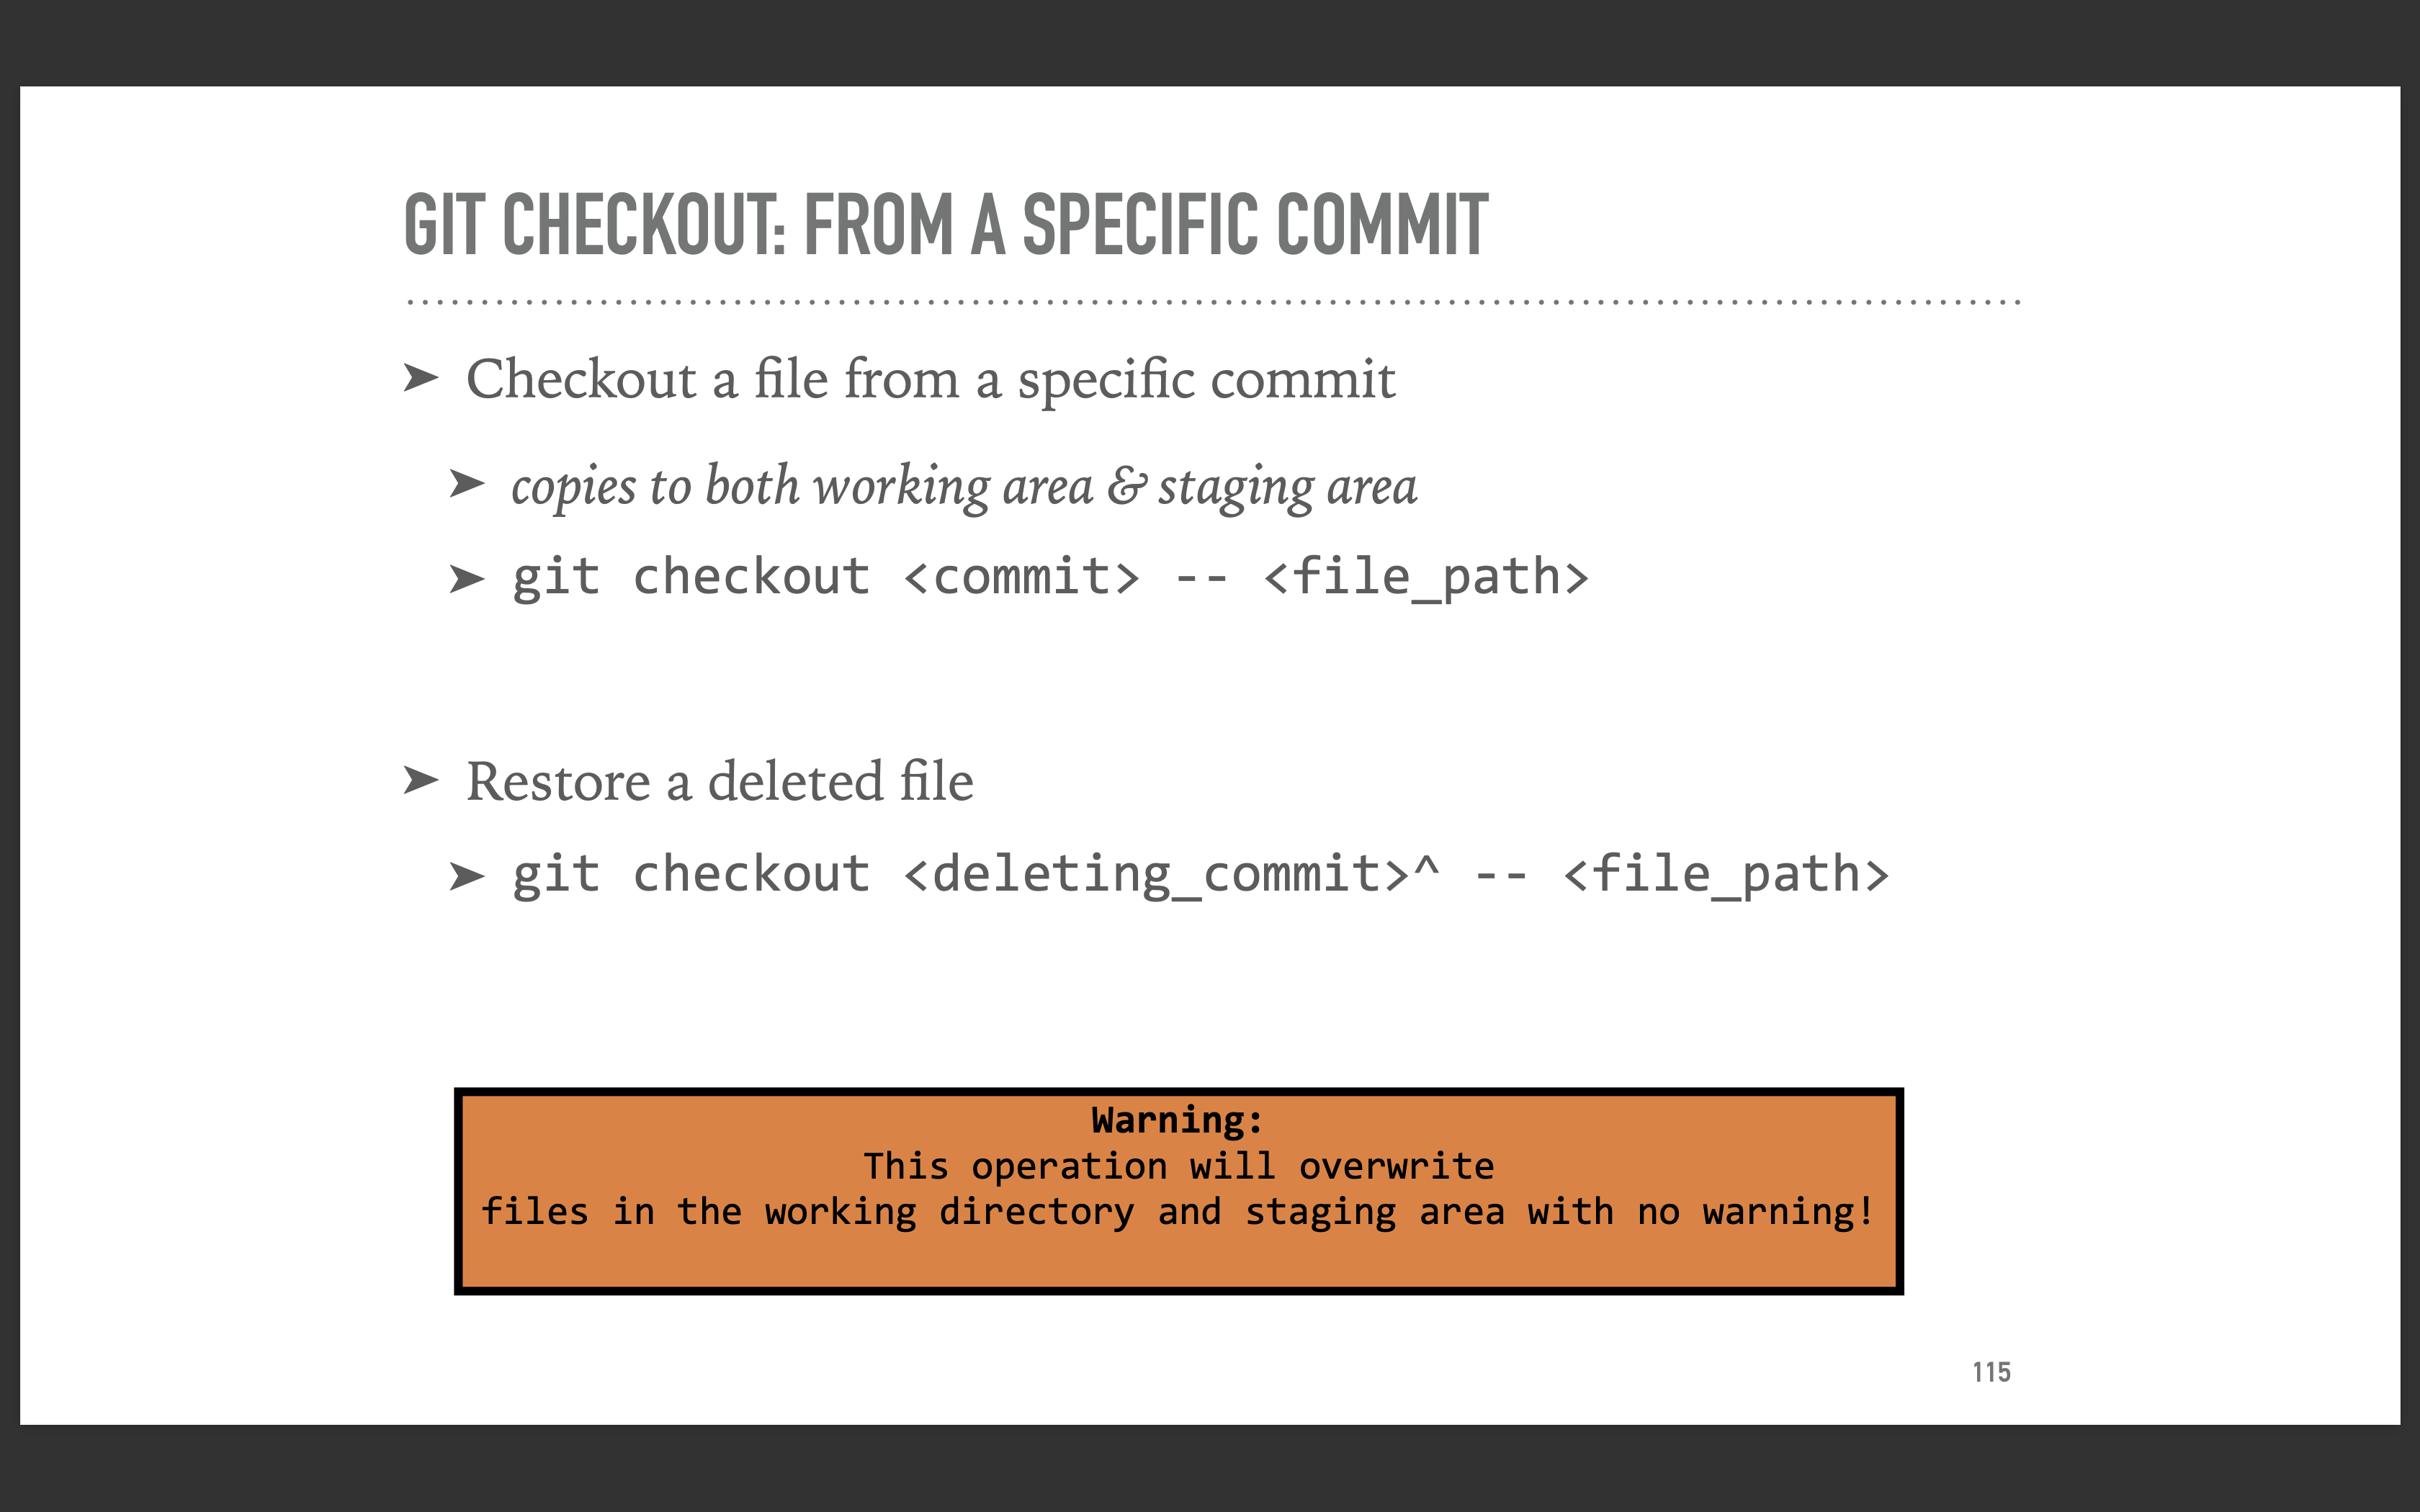 GIT CHECKOUT: FROM A SPECIFIC COMMIT
➤ Checkout a file from a specific commit
➤ copies to both working area & staging area
➤ git checkout <commit> -- <file_path>
➤ Restore a deleted file
➤ git checkout <deleting_commit>^ -- <file_path>
Warning:
This operation will overwrite
files in the working directory and staging area with no warning!
115